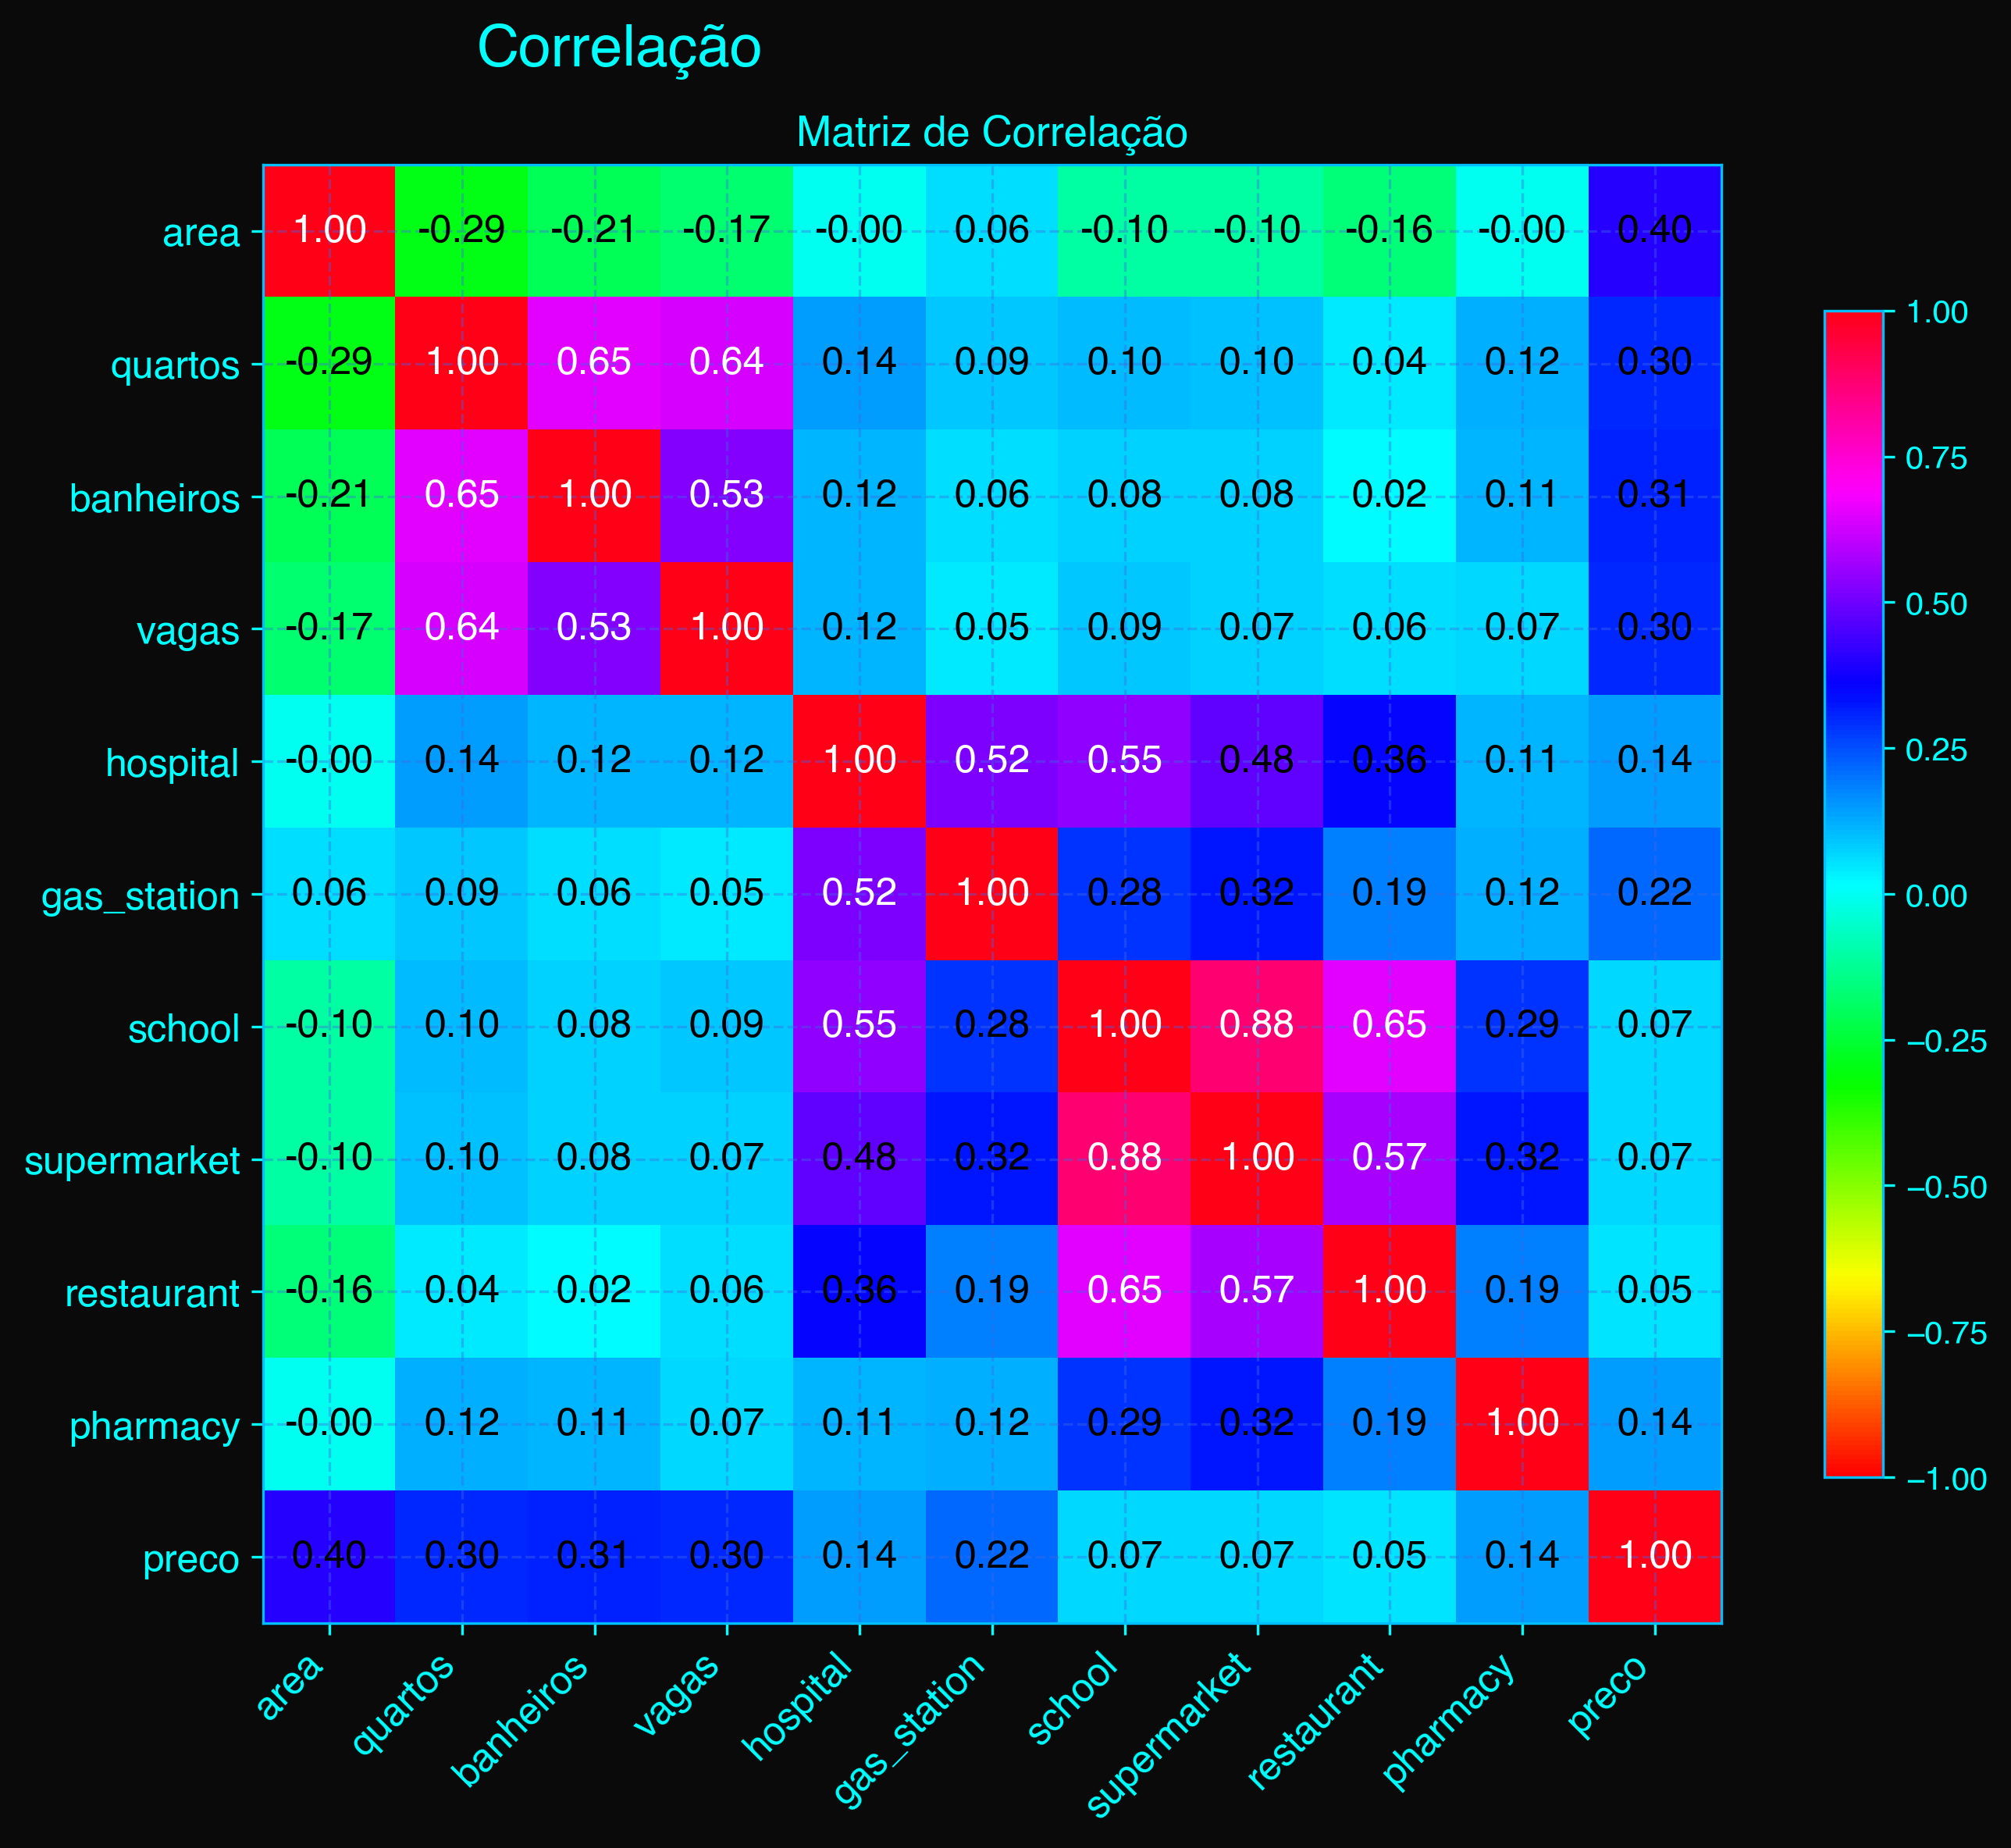 Correlação
Matriz de Correlação
area 1.00 -0.29 -0.21 -0.17 -0.00 0.06 -0.10 -0.10 -0.16 -0.00 0.40
quartos -0.29 1.00 0.65 0.64 0.14 0.09 0.10 0.10 0.04 0.12 0.30
banheiros -0.21 0.65 1.00 0.53 0.12 0.06 0.08 0.08 0.02 0.11 0.31
vagas -0.17 0.64 0.53 1.00 0.12 0.05 0.09 0.07 0.06 0.07 0.30
hospital -0.00 0.14 0.12 0.12 1.00 0.52 0.55 0.48 0.36 0.11 0.14
gas_station 0.06 0.09 0.06 0.05 0.52 1.00 0.28 0.32 0.19 0.12 0.22
school -0.10 0.10 0.08 0.09 0.55 0.28 1.00 0.88 0.65 0.29 0.07
supermarket -0.10 0.10 0.08 0.07 0.48 0.32 0.88 1.00 0.57 0.32 0.07
restaurant -0.16 0.04 0.02 0.06 0.36 0.19 0.65 0.57 1.00 0.19 0.05
pharmacy -0.00 0.12 0.11 0.07 0.11 0.12 0.29 0.32 0.19 1.00 0.14
preco 0.40 0.30 0.31 0.30 0.14 0.22 0.07 0.07 0.05 0.14 1.00
area quartos banheiros vagas hospital gas_station school supermarket restaurant pharmacy preco
1.00
0.75
0.50
0.25
0.00
−0.25
−0.50
−0.75
−1.00